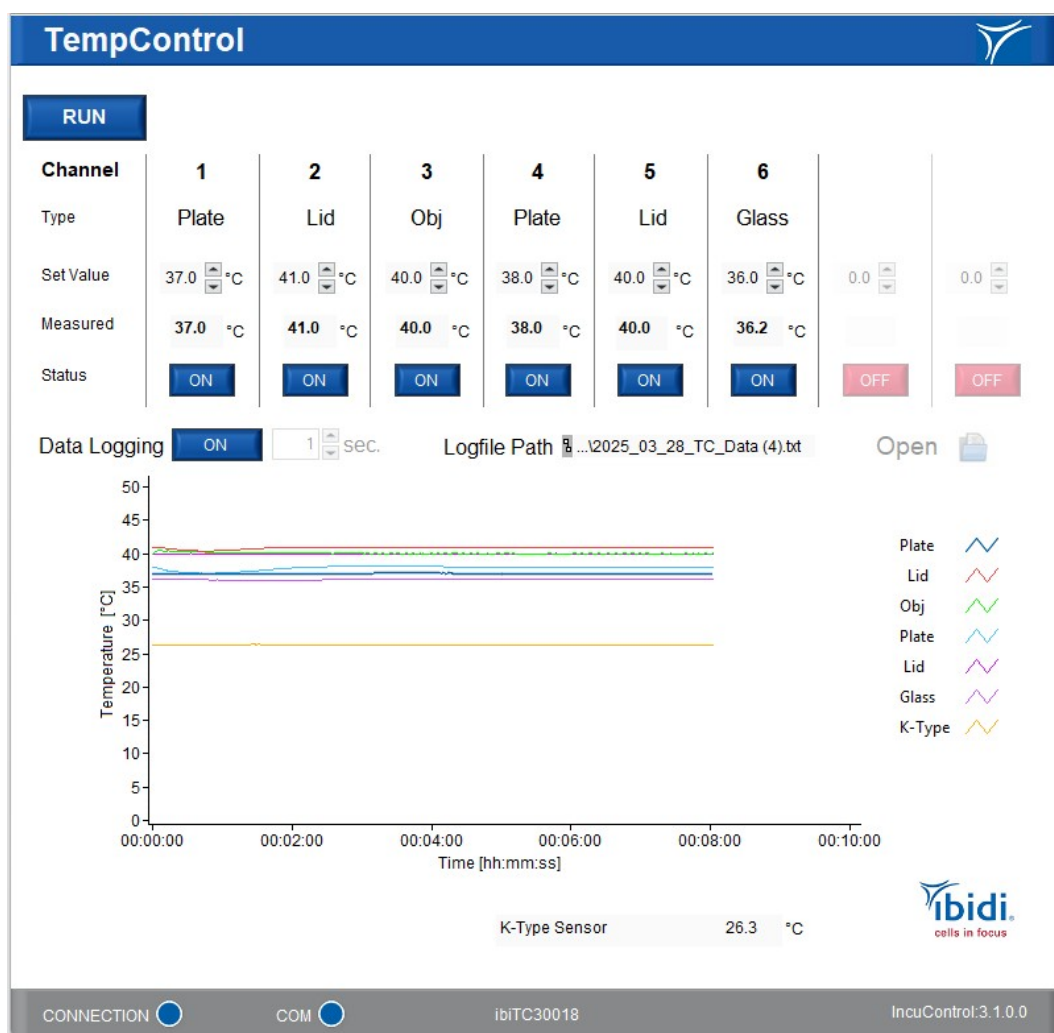 TempControl
RUN
Channel 1 2 3 4 5 6
Type Plate Lid Obj Plate Lid Glass
Set Value 37.0 °C 41.0 °C 40.0 °C 38.0 °C 40.0 °C 36.0 °C 0.0 0.0
Measured 37.0 °C 41.0 °C 40.0 °C 38.0 °C 40.0 °C 36.2 °C
Status ON ON ON ON ON ON OFF OFF
Data Logging ON 1 sec. Logfile Path ...\2025_03_28_TC_Data (4).txt Open
50
45
40
35
30
25
20
15
10
5
0
Temperature [°C]
00:00:00 00:02:00 00:04:00 00:06:00 00:08:00 00:10:00
Time [hh:mm:ss]
Plate
Lid
Obj
Plate
Lid
Glass
K-Type
K-Type Sensor 26.3 °C
ibidi.
cells in focus
CONNECTION COM ibiTC30018 IncuControl:3.1.0.0